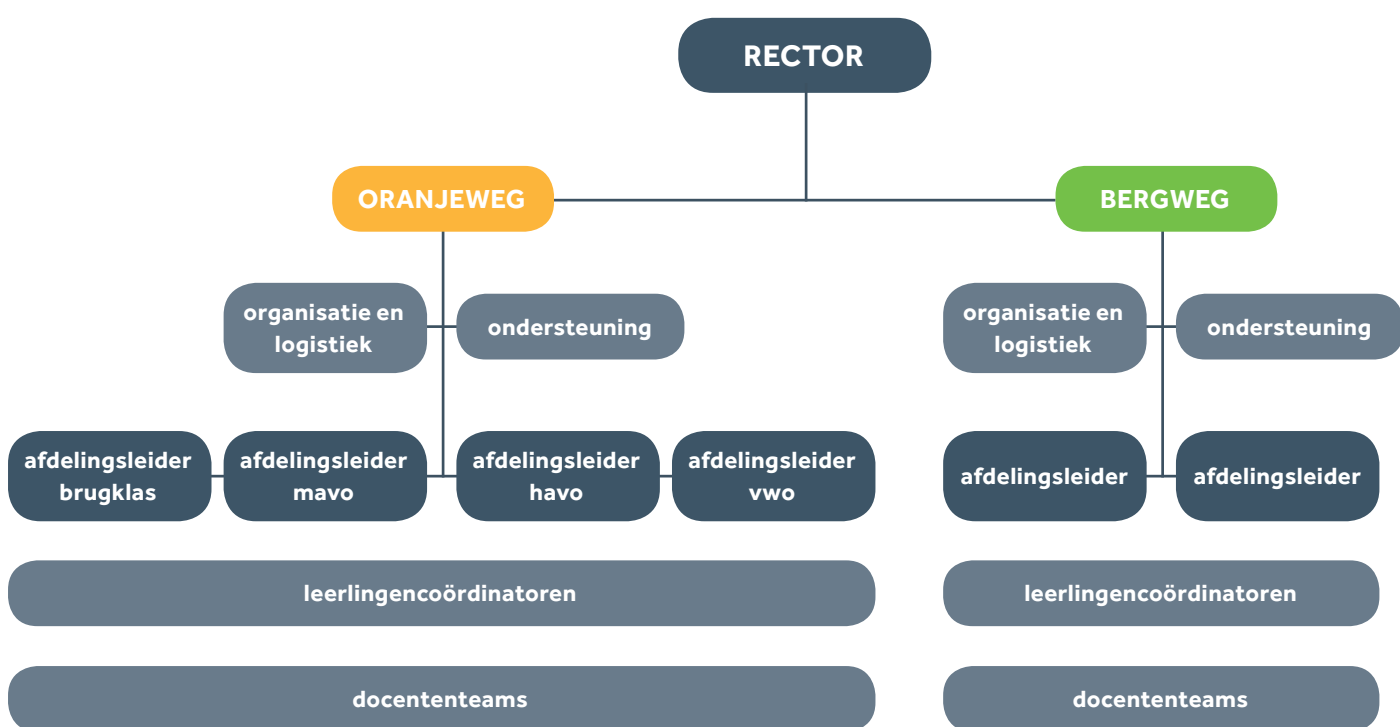 RECTOR
ORANJEWEG
BERGWEG
organisatie en
logistiek
ondersteuning
organisatie en
logistiek
ondersteuning
afdelingsleider
brugklas
afdelingsleider
mavo
afdelingsleider
havo
afdelingsleider
vwo
afdelingsleider
afdelingsleider
leerlingencoördinatoren
leerlingencoördinatoren
docententeams
docententeams